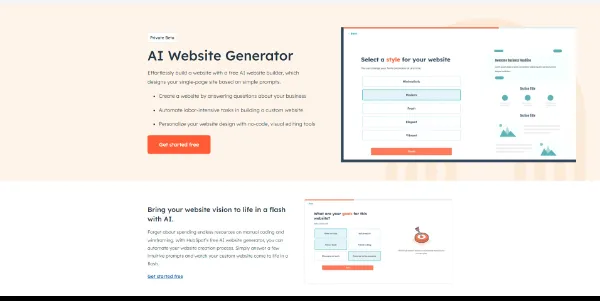 Private Beta
AI Website Generator
Effortlessly build a website with a free AI website builder, which
designs your single-page site based on simple prompts.
Create a website by answering questions about your business
Automate labor-intensive tasks in building a custom website
Personalize your website design with no-code, visual editing tools
Get started free
Select a style for your website
Modern
Elegant
Bring your website vision to life in a flash
with AI.
Forget about spending endless resources on manual coding and
wireframing, with HubSpot's free AI website generator, you can
automate your website creation process. Simply answer a few
intuitive prompts and watch your custom website come to life in a
flash.
Get started free
What are your goals for this
website?